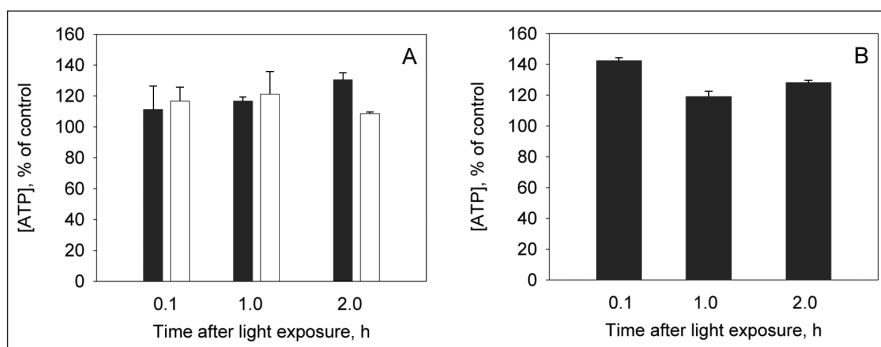 A
160
140
120
100
80
60
40
20
0
[ATP], % of control
0.1 1.0 2.0
Time after light exposure, h
B
160
140
120
100
80
60
40
20
0
[ATP], % of control
0.1 1.0 2.0
Time after light exposure, h